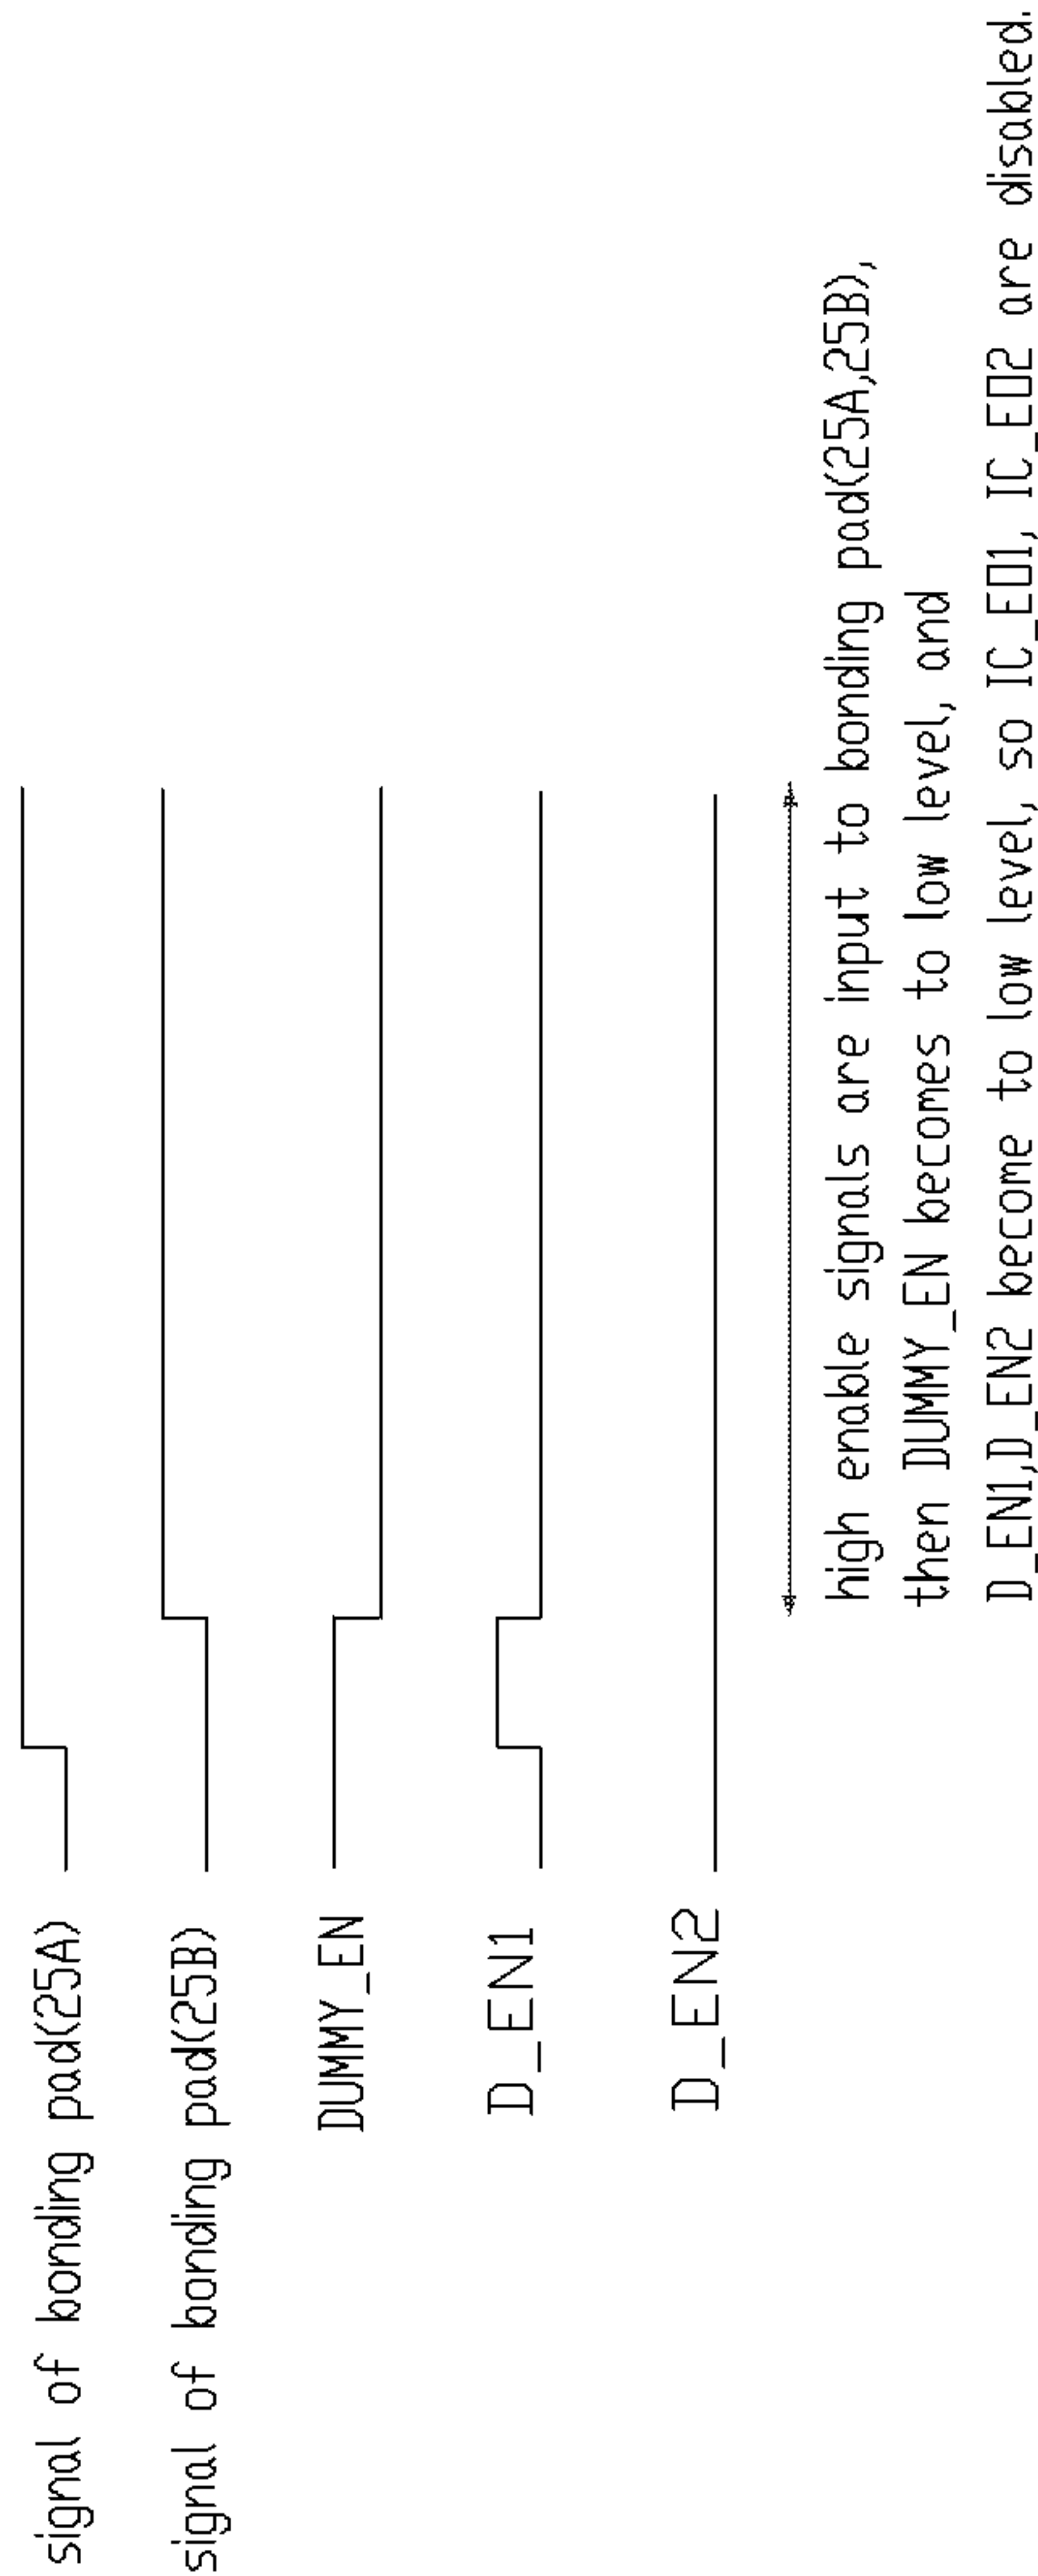 signal of bonding pad(25A)
signal of bonding pad(25B)
DUMMY_EN
D_EN1
D_EN2
high enable signals are input to bonding pad(25A,25B),
then DUMMY_EN becomes to low level, and
D_EN1,D_EN2 become to low level, so IC_EO1, IC_EO2 are disabled.